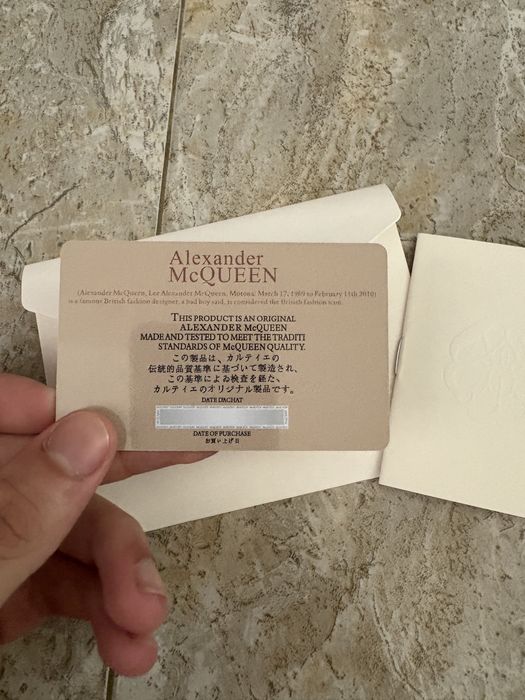 Alexander
McQUEEN
(Alexander McQueen, Lee Alexander McQueen, Motona, March 17, 1969 to February 11th 2010)
is a famous British fashion designer, a bad boy said, is considered the British fashion icon.
THIS PRODUCT IS AN ORIGINAL
ALEXANDER McQUEEN
MADE AND TESTED TO MEET THE TRADITI
STANDARDS OF McQUEEN QUALITY.
この製品は、カルティエの
伝統的品質基準に基づいて製造され、
この基準によゐ検査を経た、
カルティエのオリジナル製品です。
DATE D'ACHAT
DATE OF PURCHASE
お買い上げ日